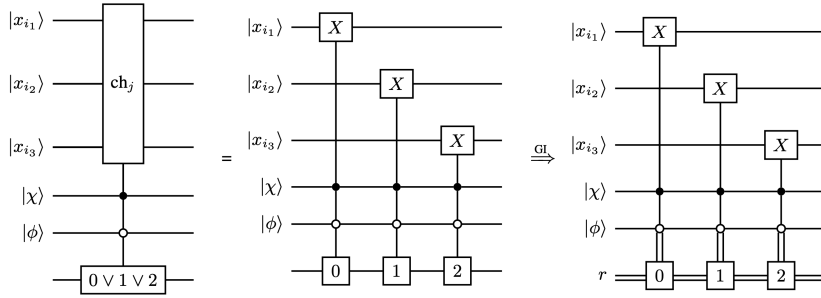 |x_{i_1}⟩
|x_{i_2}⟩
|x_{i_3}⟩
|χ⟩
|ϕ⟩
ch_j
0 ∨ 1 ∨ 2
=
|x_{i_1}⟩ X
|x_{i_2}⟩ X
|x_{i_3}⟩ X
|χ⟩
|ϕ⟩
0 1 2
GI
⟹
|x_{i_1}⟩ X
|x_{i_2}⟩ X
|x_{i_3}⟩ X
|χ⟩
|ϕ⟩
r 0 1 2